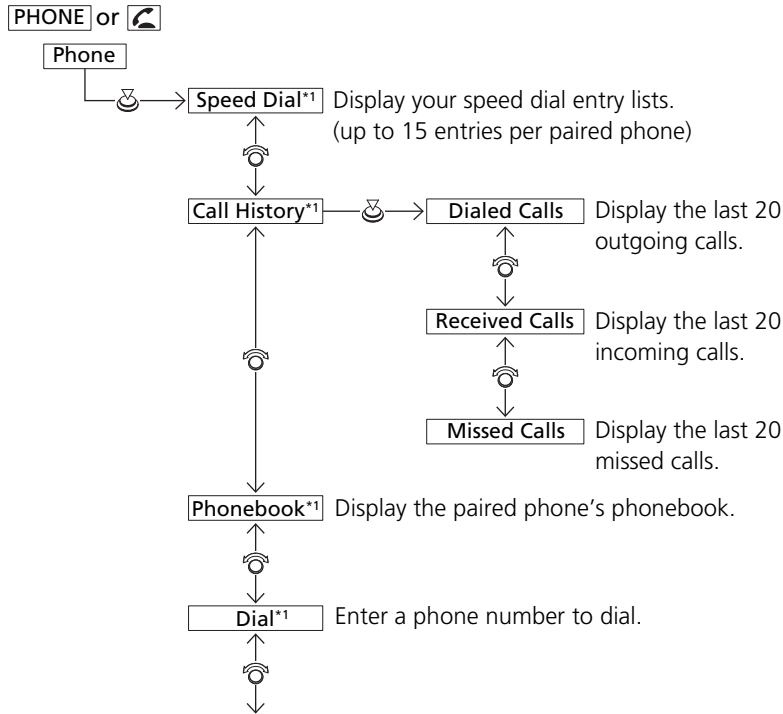 PHONE or
Phone
Speed Dial*1 Display your speed dial entry lists.
(up to 15 entries per paired phone)
Call History*1 Dialed Calls Display the last 20
outgoing calls.
Received Calls Display the last 20
incoming calls.
Missed Calls Display the last 20
missed calls.
Phonebook*1 Display the paired phone’s phonebook.
Dial*1 Enter a phone number to dial.